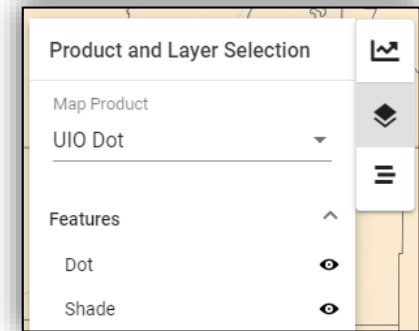 Product and Layer Selection
Map Product
UIO Dot
Features
Dot
Shade